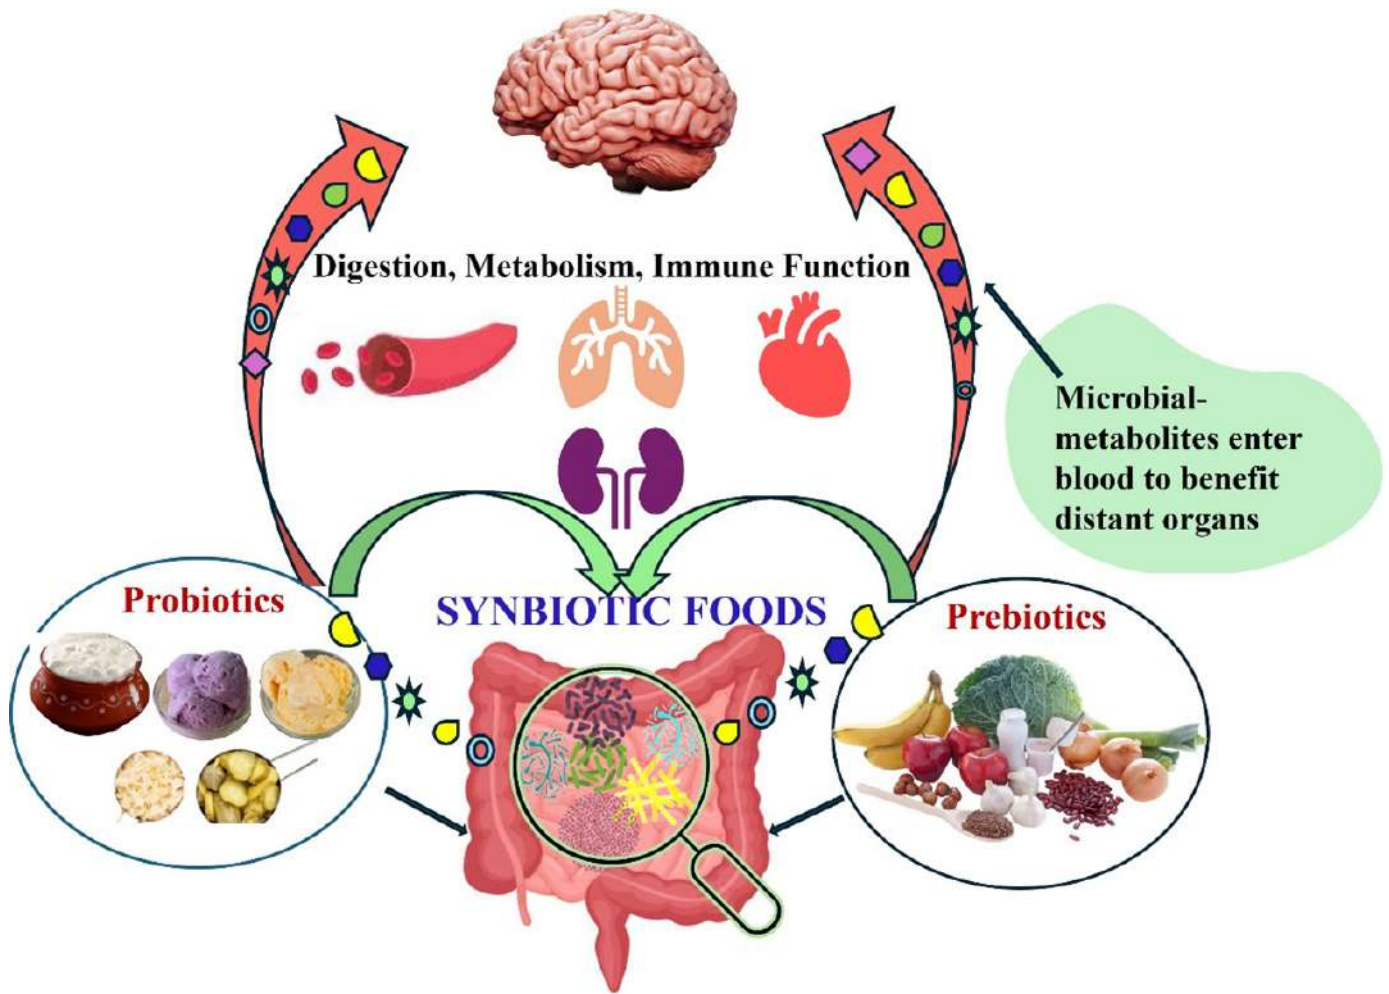 Digestion, Metabolism, Immune Function
Microbial-
metabolites enter
blood to benefit
distant organs
Probiotics
SYNBIOTIC FOODS
Prebiotics